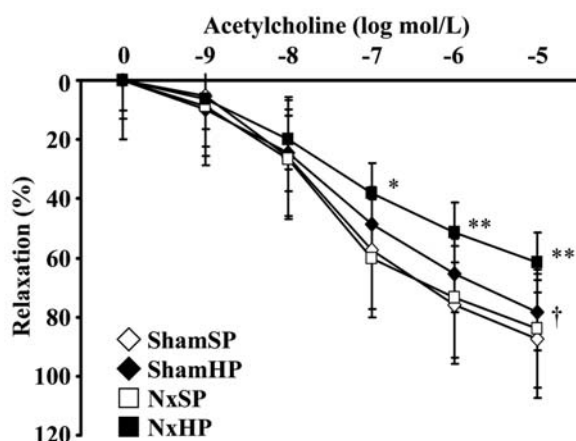 Acetylcholine (log mol/L)
0 -9 -8 -7 -6 -5
0
20
40
60
80
100
120
Relaxation (%)
*
**
**
†
ShamSP
ShamHP
NxSP
NxHP